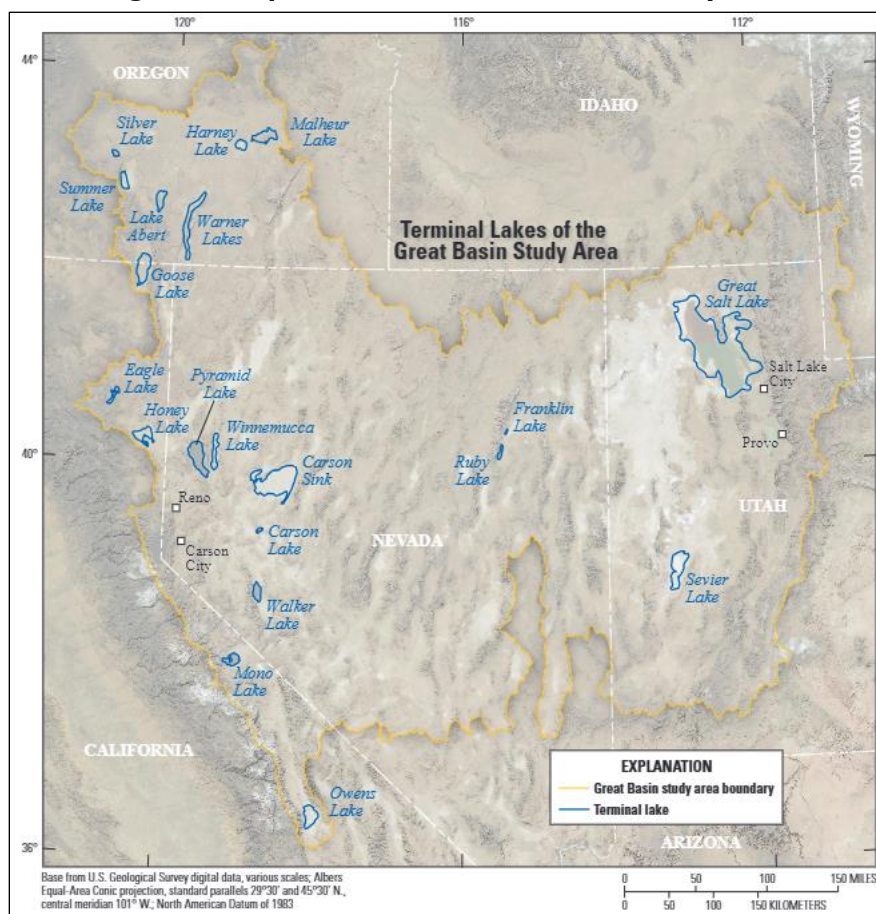 120°
116°
112°
44°
OREGON
IDAHO
WYOMING
Silver
Lake
Harney
Lake
Malheur
Lake
Summer
Lake
Lake
Abert
Warner
Lakes
Terminal Lakes of the
Great Basin Study Area
Goose
Lake
Great
Salt Lake
Eagle
Lake
Pyramid
Lake
Salt Lake
City
Honey
Lake
Winnemucca
Lake
Franklin
Lake
Provo
40°
40°
Carson
Sink
Ruby
Lake
Reno
UTAH
Carson
Lake
NEVADA
Carson
City
Sevier
Lake
Walker
Lake
Mono
Lake
CALIFORNIA
EXPLANATION
Great Basin study area boundary
Terminal lake
Owens
Lake
ARIZONA
36°
36°
Base from U.S. Geological Survey digital data, various scales; Albers
Equal-Area Conic projection, standard parallels 29°30' and 45°30' N.,
central meridian 101° W.; North American Datum of 1983
0 50 100 150 MILES
0 50 100 150 KILOMETERS